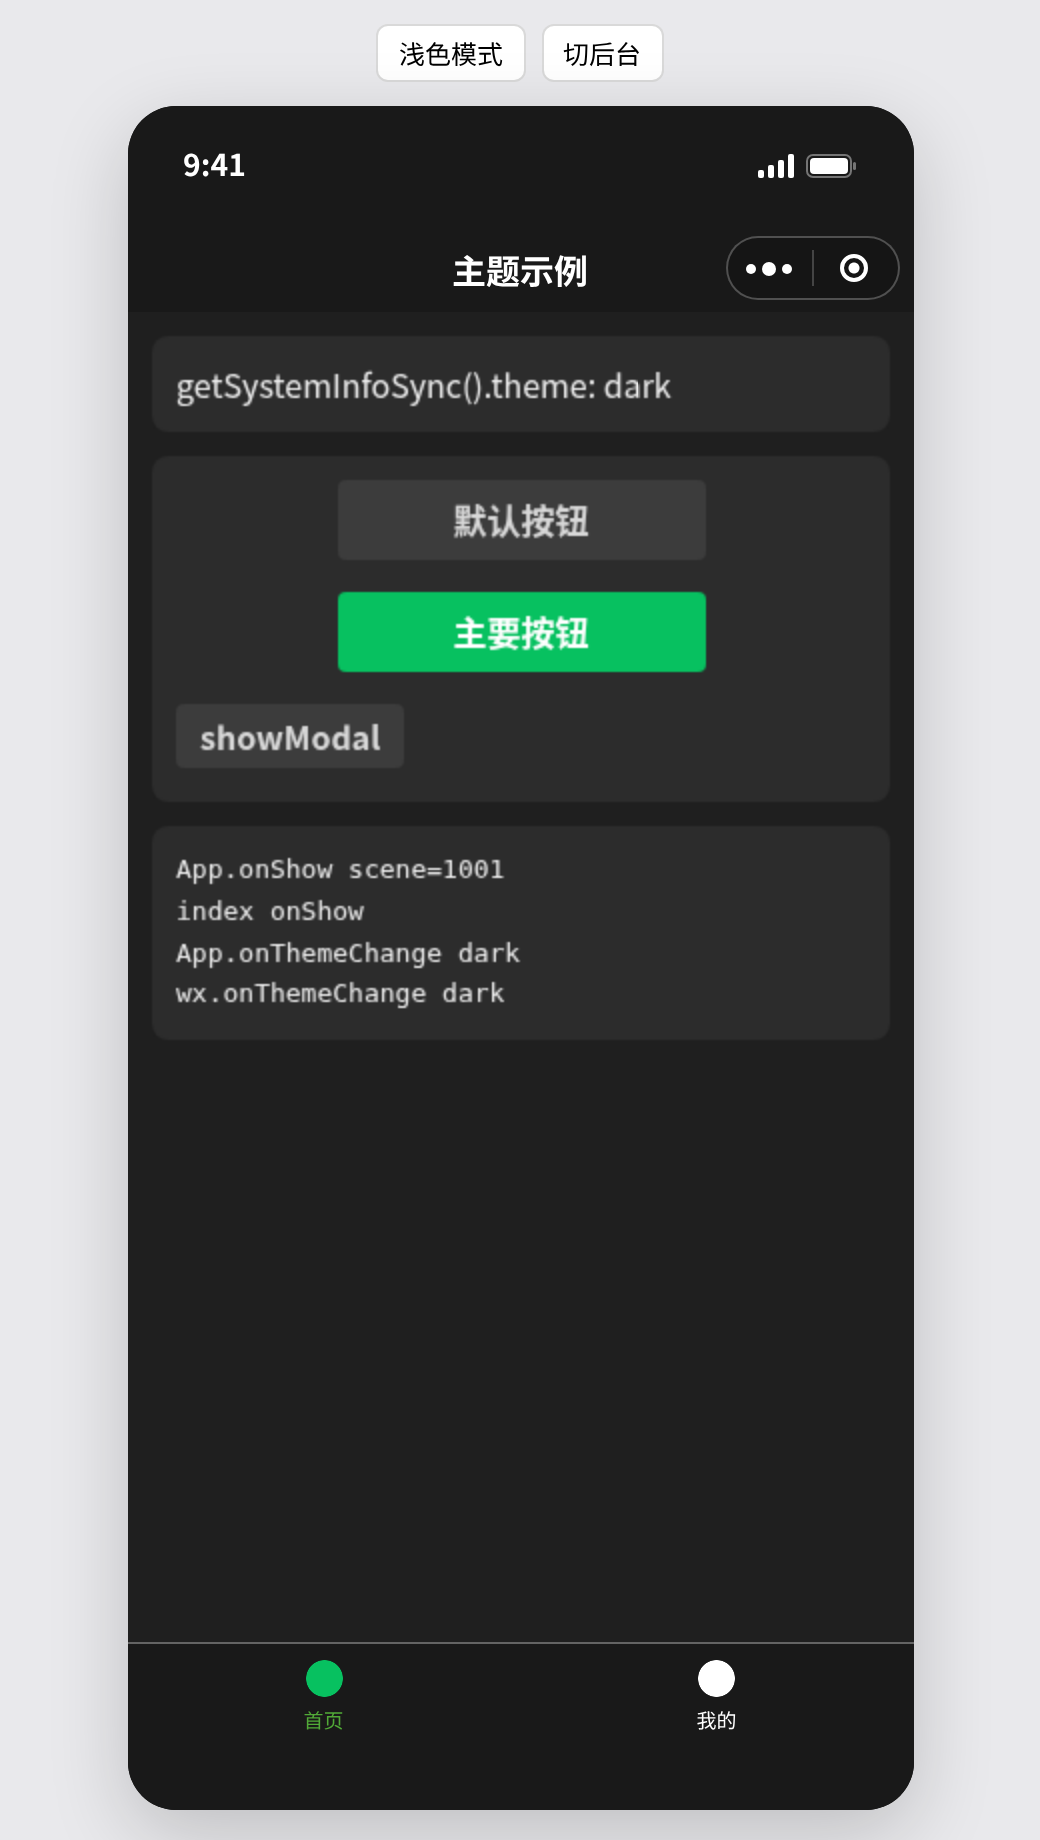 浅色模式
切后台
9:41
主题示例
getSystemInfoSync().theme: dark
默认按钮
主要按钮
showModal
App.onShow scene=1001
index onShow
App.onThemeChange dark
wx.onThemeChange dark
首页
我的